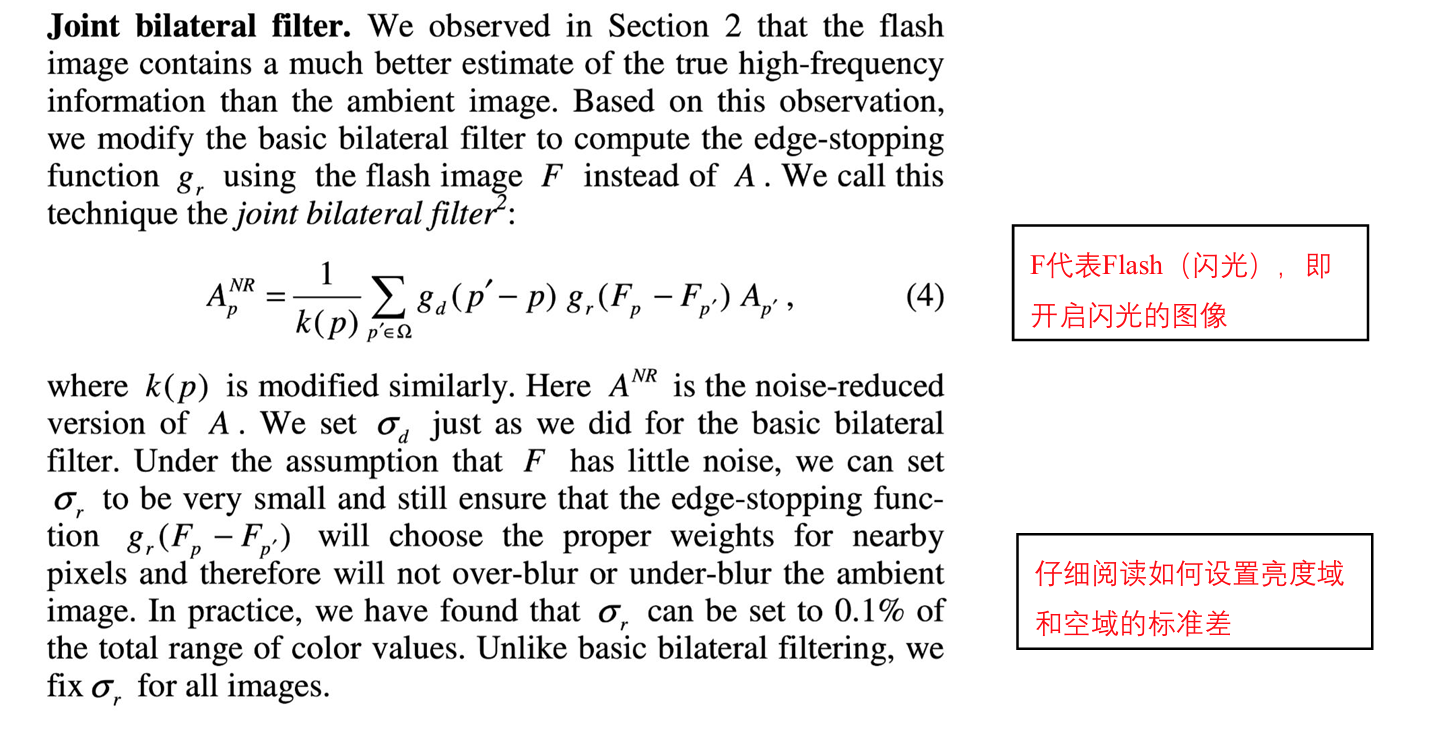 Joint bilateral filter. We observed in Section 2 that the flash
image contains a much better estimate of the true high-frequency
information than the ambient image. Based on this observation,
we modify the basic bilateral filter to compute the edge-stopping
function g_r using the flash image F instead of A . We call this
technique the joint bilateral filter²:
A_p^{NR} = \frac{1}{k(p)} \sum_{p′∈Ω} g_d(p′ − p) g_r(F_p − F_{p′}) A_{p′} , (4)
where k(p) is modified similarly. Here A^{NR} is the noise-reduced
version of A . We set σ_d just as we did for the basic bilateral
filter. Under the assumption that F has little noise, we can set
σ_r to be very small and still ensure that the edge-stopping func-
tion g_r(F_p − F_{p′}) will choose the proper weights for nearby
pixels and therefore will not over-blur or under-blur the ambient
image. In practice, we have found that σ_r can be set to 0.1% of
the total range of color values. Unlike basic bilateral filtering, we
fix σ_r for all images.
F代表Flash（闪光），即
开启闪光的图像
仔细阅读如何设置亮度域
和空域的标准差